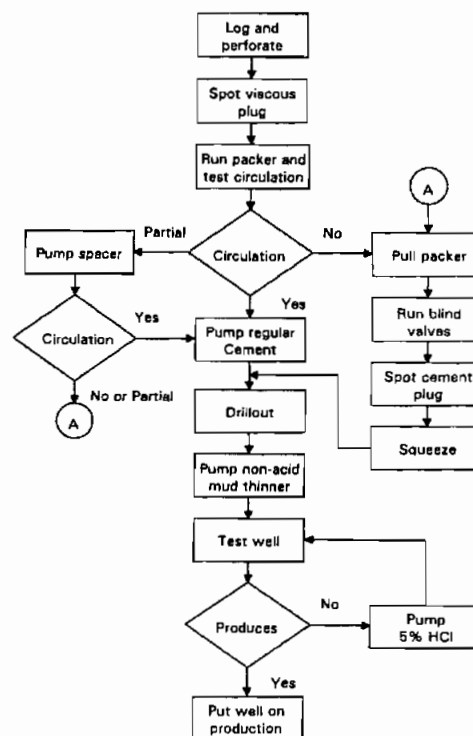 Log and
perforate
Spot viscous
plug
Run packer and
test circulation
A
Partial
No
Pump spacer
Circulation
Pull packer
Yes
Run blind
valves
Circulation
Yes
Pump regular
Cement
No or Partial
Spot cement
plug
A
Drillout
Squeeze
Pump non-acid
mud thinner
Test well
Produces
No
Pump
5% HCl
Yes
Put well on
production